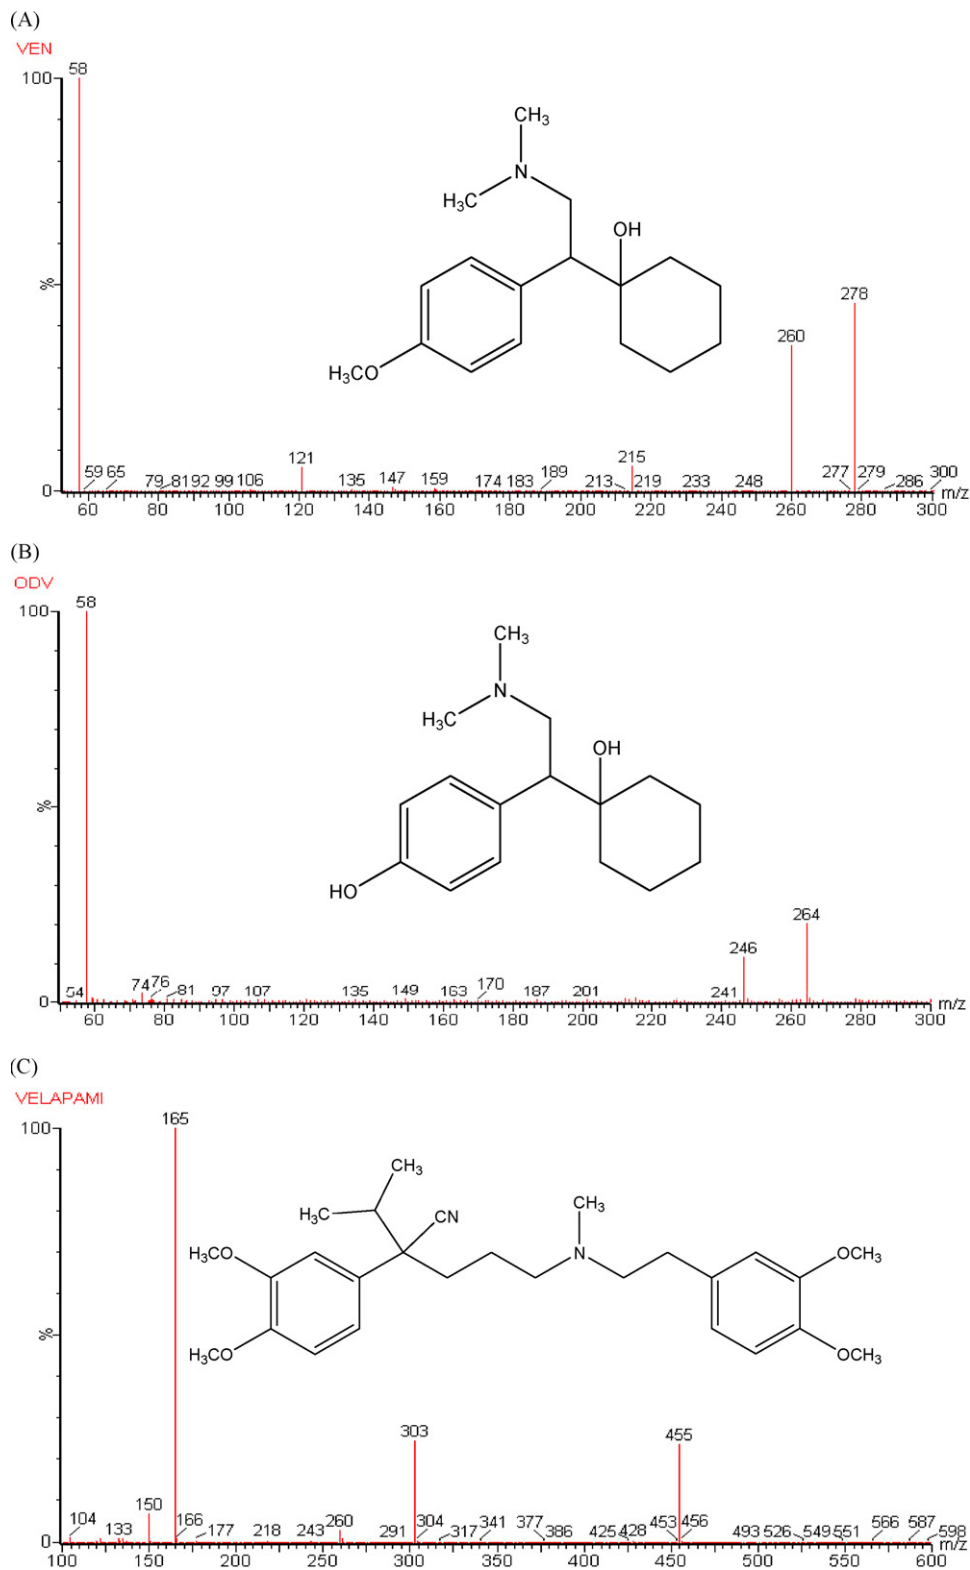 (A)
VEN
100
58
%
0
CH3
N
H3C
OH
H3CO
278
260
215
121
59 65 79 81 92 99 106 135 147 159 174 183 189 213 219 233 248 277 279 286 300
60 80 100 120 140 160 180 200 220 240 260 280 300 m/z
(B)
ODV
100
58
%
0
CH3
N
H3C
OH
HO
264
246
54 74 76 81 97 107 135 149 163 170 187 201 241
60 80 100 120 140 160 180 200 220 240 260 280 300 m/z
(C)
VELAPAMI
100
165
%
0
CH3
H3C
CN
CH3
N
H3CO
OCH3
H3CO
OCH3
303
455
104 133 150 166 177 218 243 260 291 304 317 341 377 386 425 428 453 456 493 526 549 551 566 587 598
100 150 200 250 300 350 400 450 500 550 600 m/z